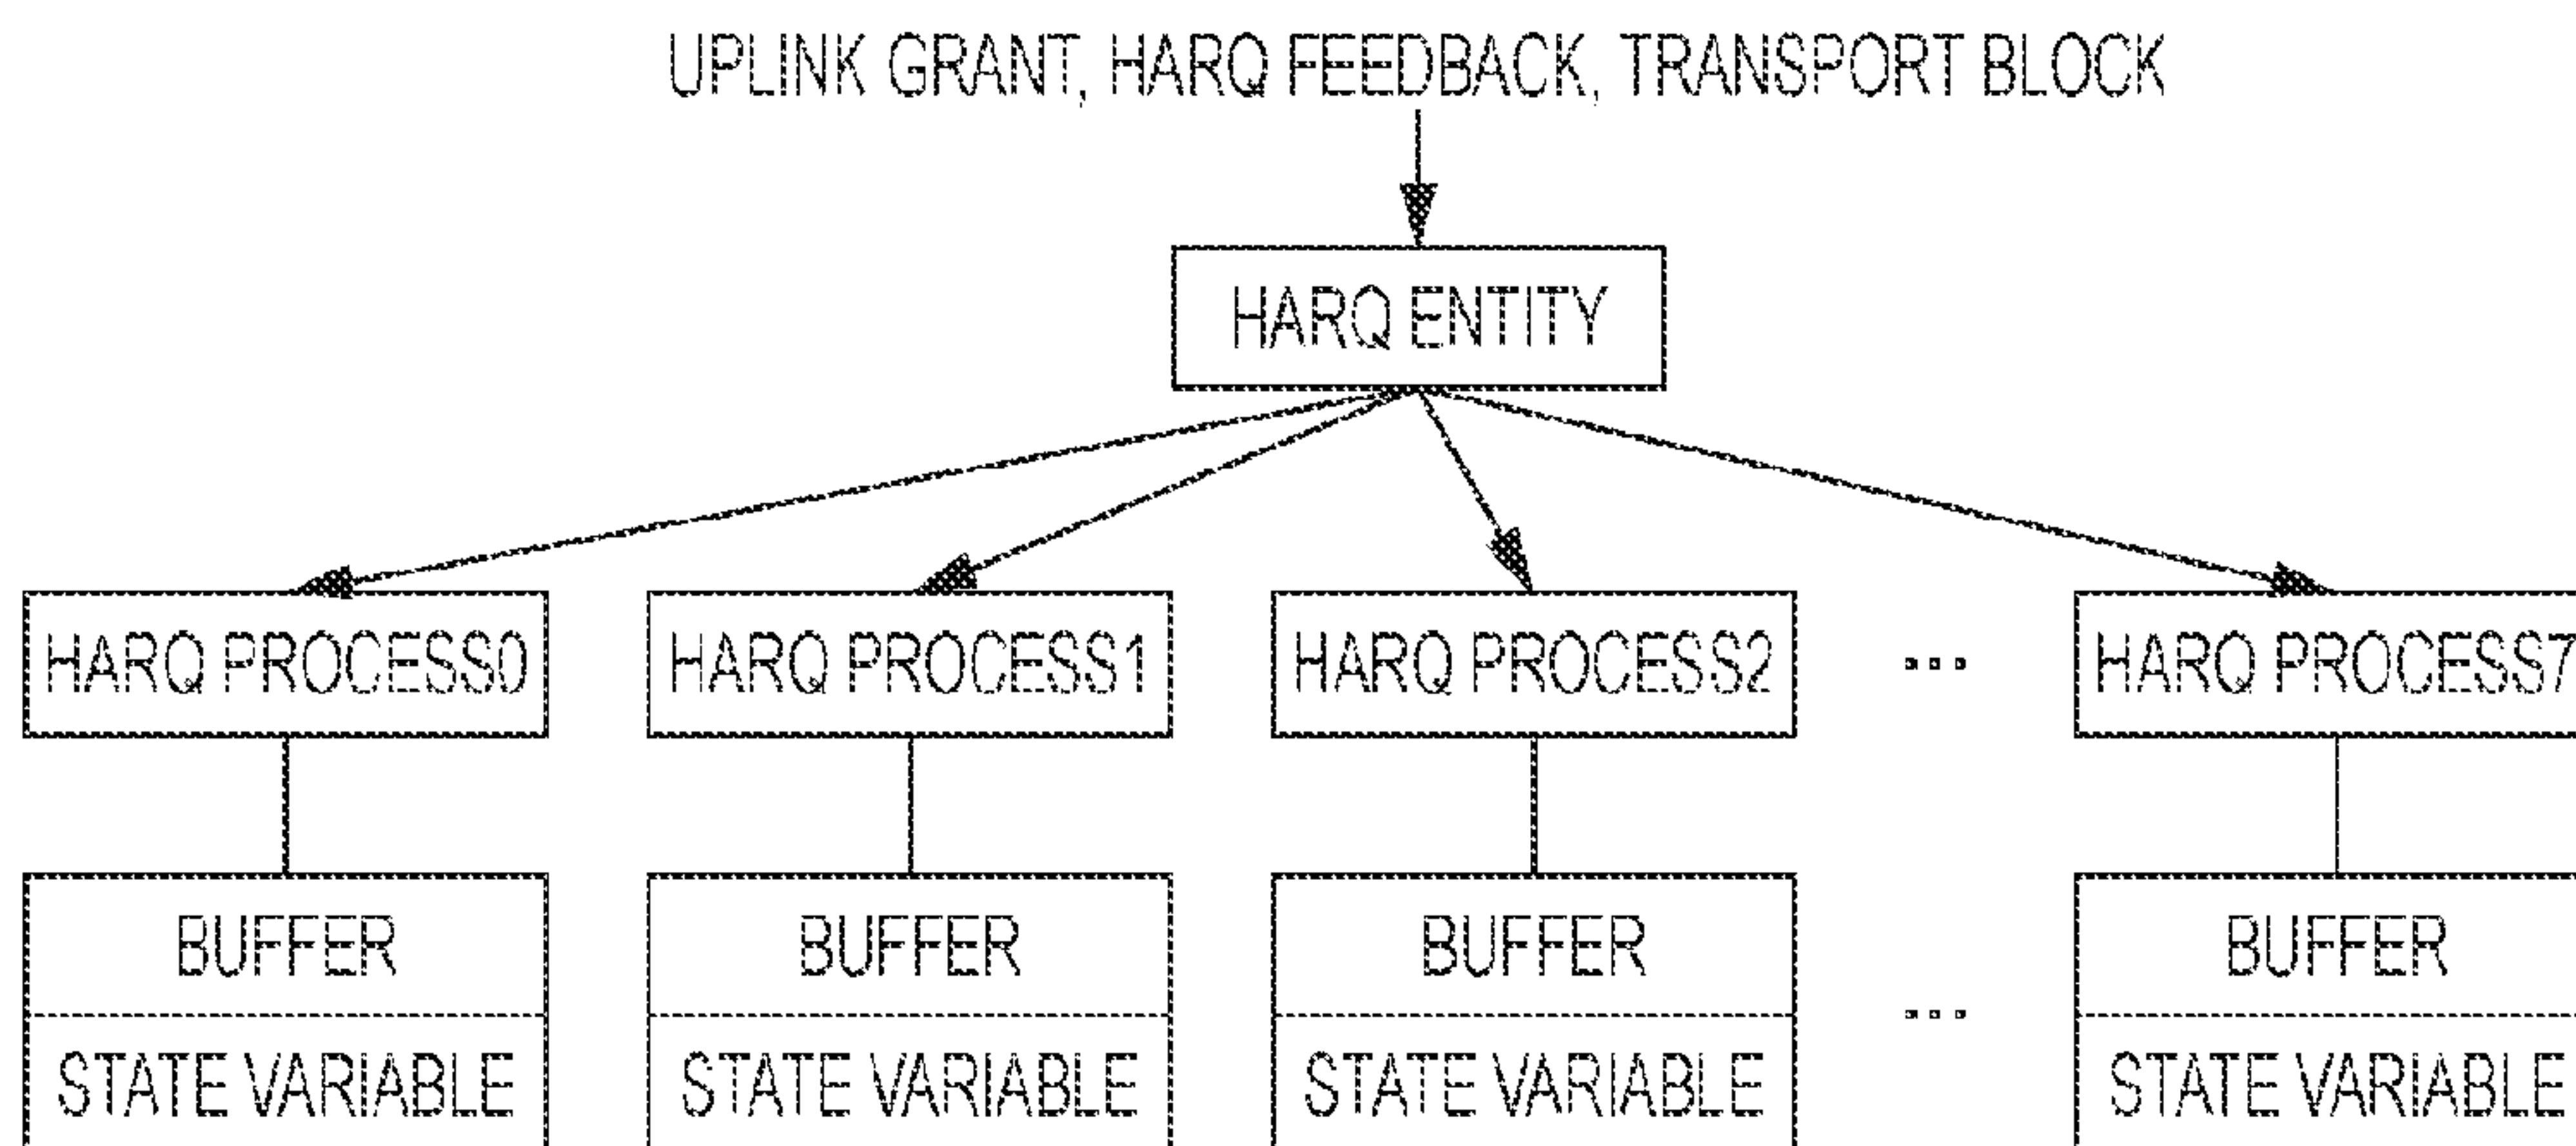 UPLINK GRANT, HARQ FEEDBACK, TRANSPORT BLOCK
HARQ ENTITY
HARQ PROCESS0 HARQ PROCESS1 HARQ PROCESS2 ... HARQ PROCESS7
BUFFER BUFFER BUFFER ... BUFFER
STATE VARIABLE STATE VARIABLE STATE VARIABLE STATE VARIABLE